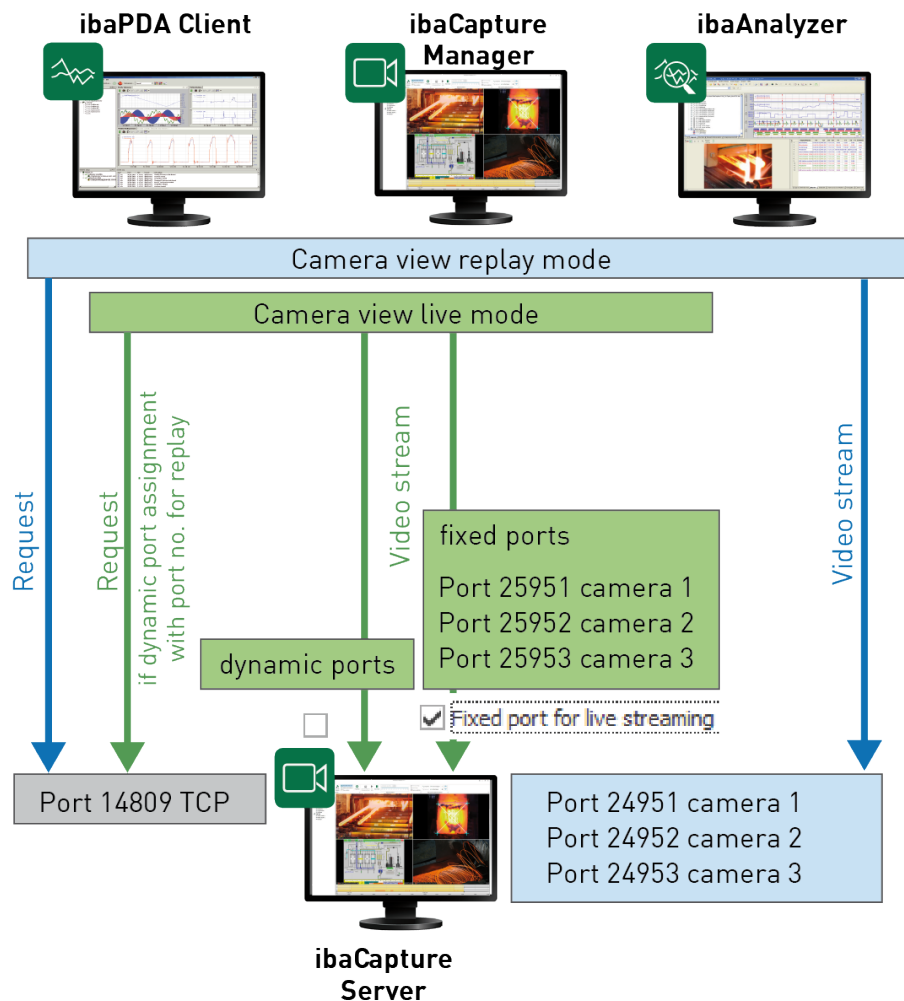 ibaPDA Client
ibaCapture
Manager
ibaAnalyzer
Camera view replay mode
Camera view live mode
Request
Request
if dynamic port assignment
with port no. for replay
Video stream
Video stream
fixed ports
Port 25951 camera 1
Port 25952 camera 2
Port 25953 camera 3
dynamic ports
Fixed port for live streaming
Port 14809 TCP
Port 24951 camera 1
Port 24952 camera 2
Port 24953 camera 3
ibaCapture
Server